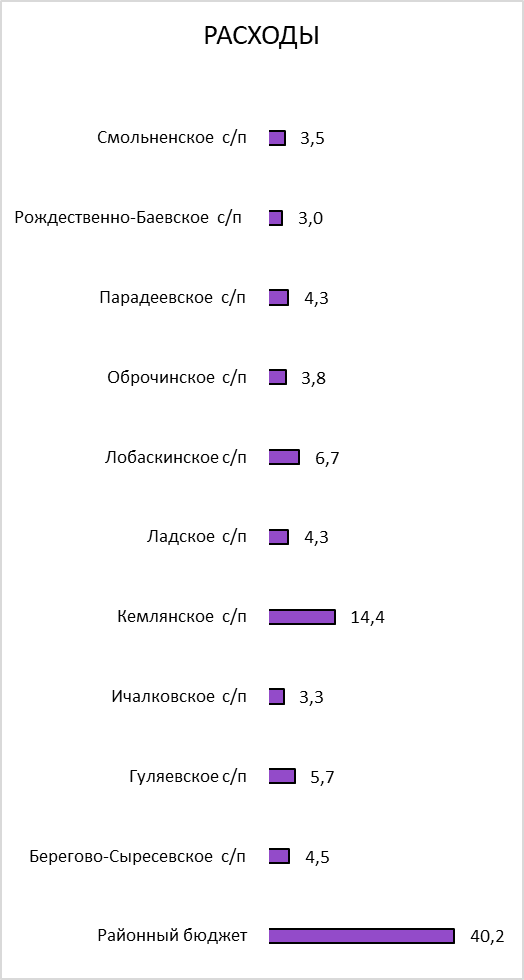 РАСХОДЫ
Смольненское с/п 3,5
Рождественно-Баевское с/п 3,0
Парадеевское с/п 4,3
Оброчинское с/п 3,8
Лобаскинское с/п 6,7
Ладское с/п 4,3
Кемлянское с/п 14,4
Ичалковское с/п 3,3
Гуляевское с/п 5,7
Берегово-Сыресевское с/п 4,5
Районный бюджет 40,2